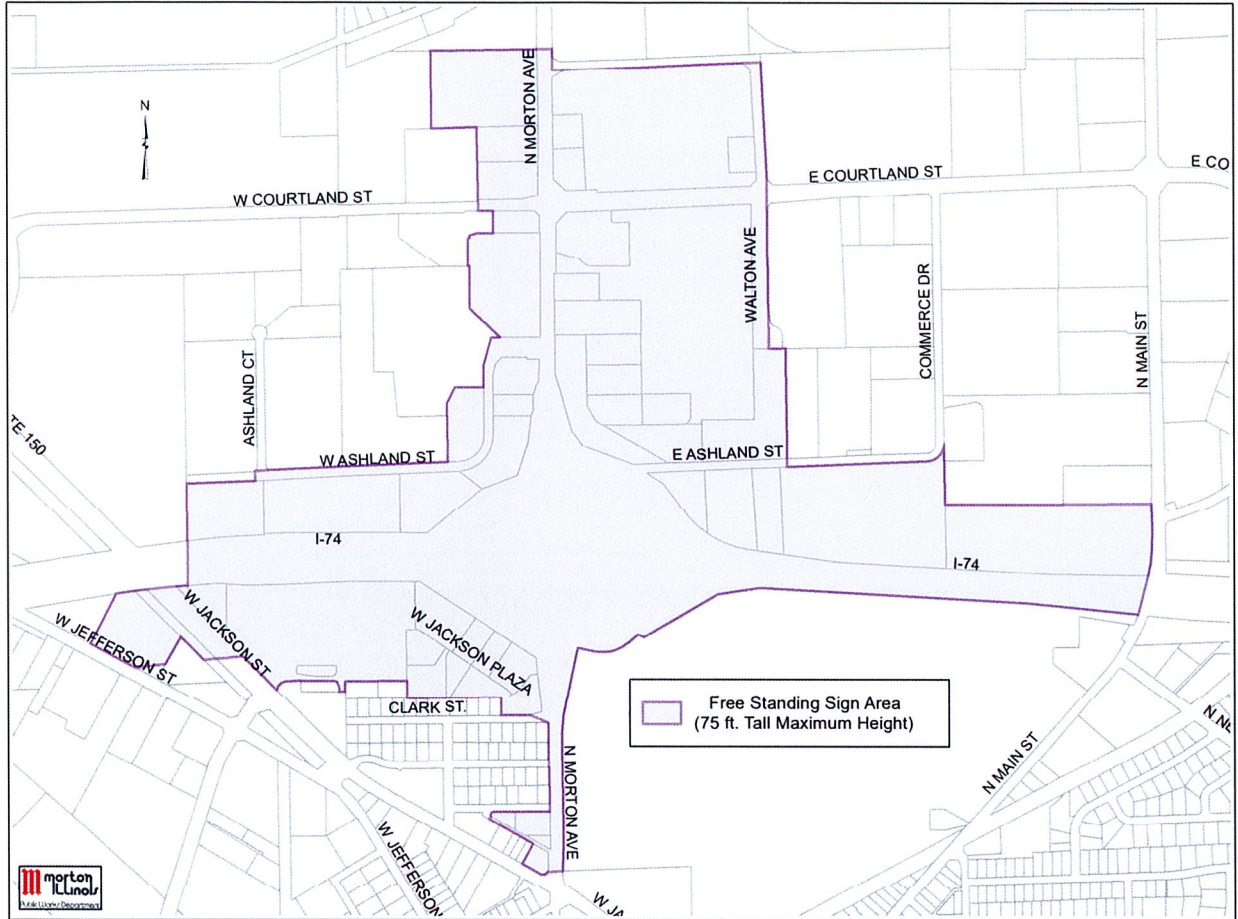 N
N MORTON AVE
E COURTLAND ST
E CO
W COURTLAND ST
WALTON AVE
COMMERCE DR
N MAIN ST
ASHLAND CT
TE 150
W ASHLAND ST
E ASHLAND ST
I-74
I-74
W JACKSON ST
W JEFFERSON ST
W JACKSON PLAZA
CLARK ST.
Free Standing Sign Area
(75 ft. Tall Maximum Height)
N MORTON AVE
N MAIN ST
N NE
W JEFFERSON
W JA
morton
ILLinois
Public Works Department